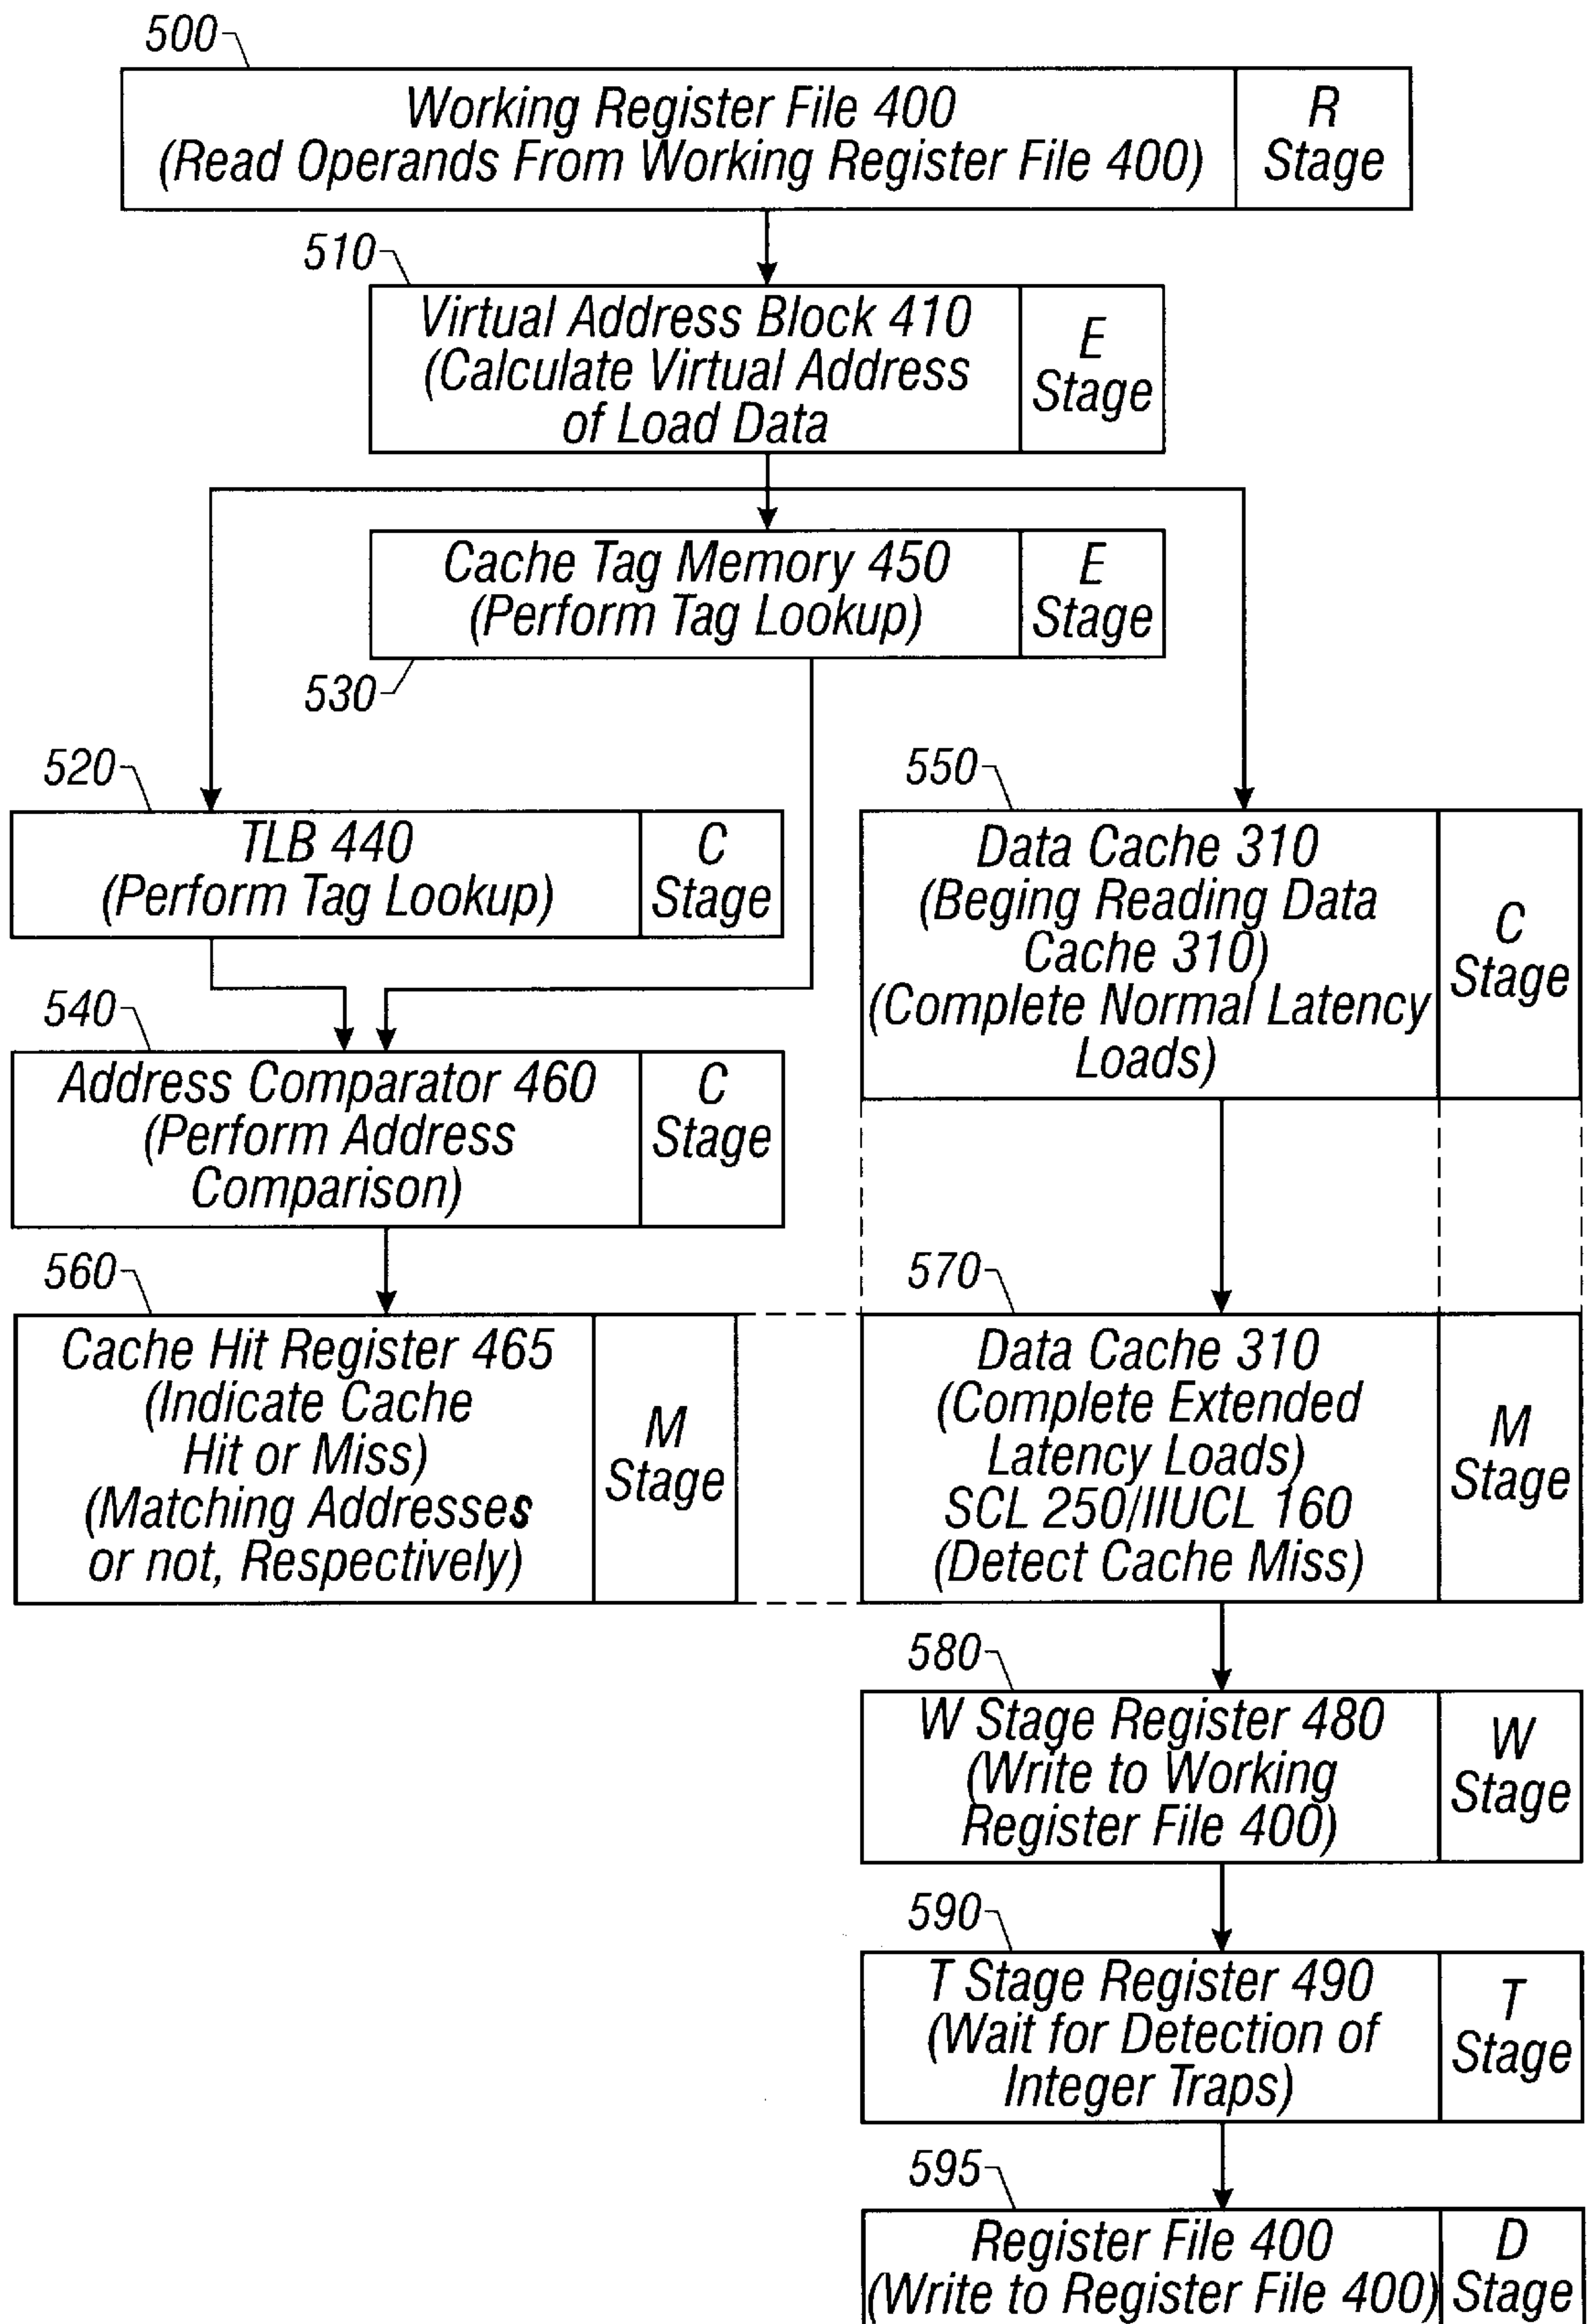 500
Working Register File 400
(Read Operands From Working Register File 400)
R
Stage
510
Virtual Address Block 410
(Calculate Virtual Address
of Load Data
E
Stage
Cache Tag Memory 450
(Perform Tag Lookup)
E
Stage
530
520
TLB 440
(Perform Tag Lookup)
C
Stage
550
Data Cache 310
(Beging Reading Data
Cache 310)
(Complete Normal Latency
Loads)
C
Stage
540
Address Comparator 460
(Perform Address
Comparison)
C
Stage
560
Cache Hit Register 465
(Indicate Cache
Hit or Miss)
(Matching Addresses
or not, Respectively)
M
Stage
570
Data Cache 310
(Complete Extended
Latency Loads)
SCL 250/IIUCL 160
(Detect Cache Miss)
M
Stage
580
W Stage Register 480
(Write to Working
Register File 400)
W
Stage
590
T Stage Register 490
(Wait for Detection of
Integer Traps)
T
Stage
595
Register File 400
(Write to Register File 400)
D
Stage